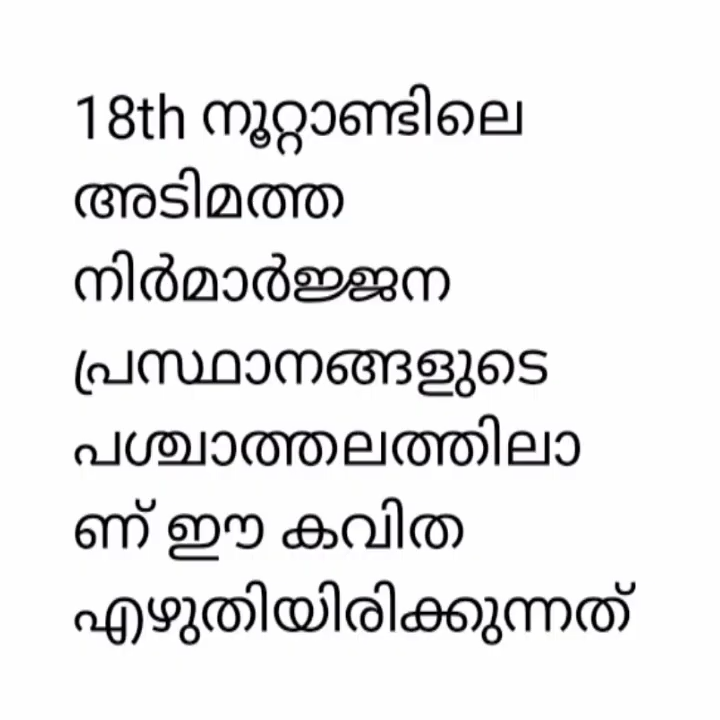 18th നൂറ്റാണ്ടിലെ
അടിമത്ത
നിർമാർജ്ജന
പ്രസ്ഥാനങ്ങളുടെ
പശ്ചാത്തലത്തിലാ
ണ് ഈ കവിത
എഴുതിയിരിക്കുന്നത്